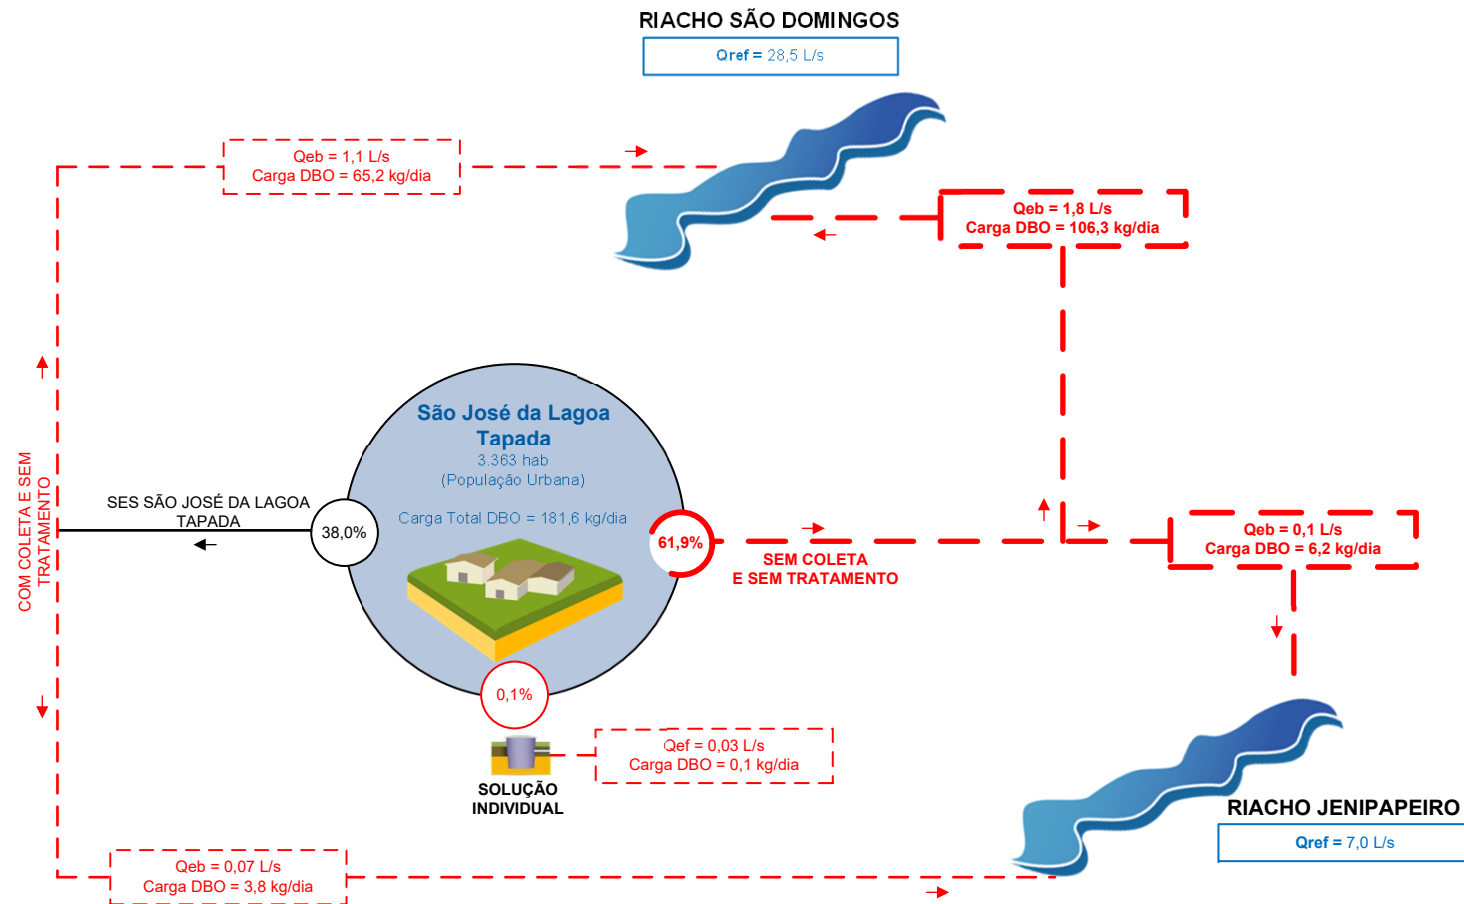 RIACHO SÃO DOMINGOS
Qref = 28,5 L/s
Qeb = 1,1 L/s
Carga DBO = 65,2 kg/dia
Qeb = 1,8 L/s
Carga DBO = 106,3 kg/dia
São José da Lagoa
Tapada
3.363 hab
(População Urbana)
Carga Total DBO = 181,6 kg/dia
COM COLETA E SEM
TRATAMENTO
SES SÃO JOSÉ DA LAGOA
TAPADA
38,0%
61,9%
SEM COLETA
E SEM TRATAMENTO
Qeb = 0,1 L/s
Carga DBO = 6,2 kg/dia
0,1%
Qef = 0,03 L/s
Carga DBO = 0,1 kg/dia
SOLUÇÃO
INDIVIDUAL
RIACHO JENIPAPEIRO
Qref = 7,0 L/s
Qeb = 0,07 L/s
Carga DBO = 3,8 kg/dia